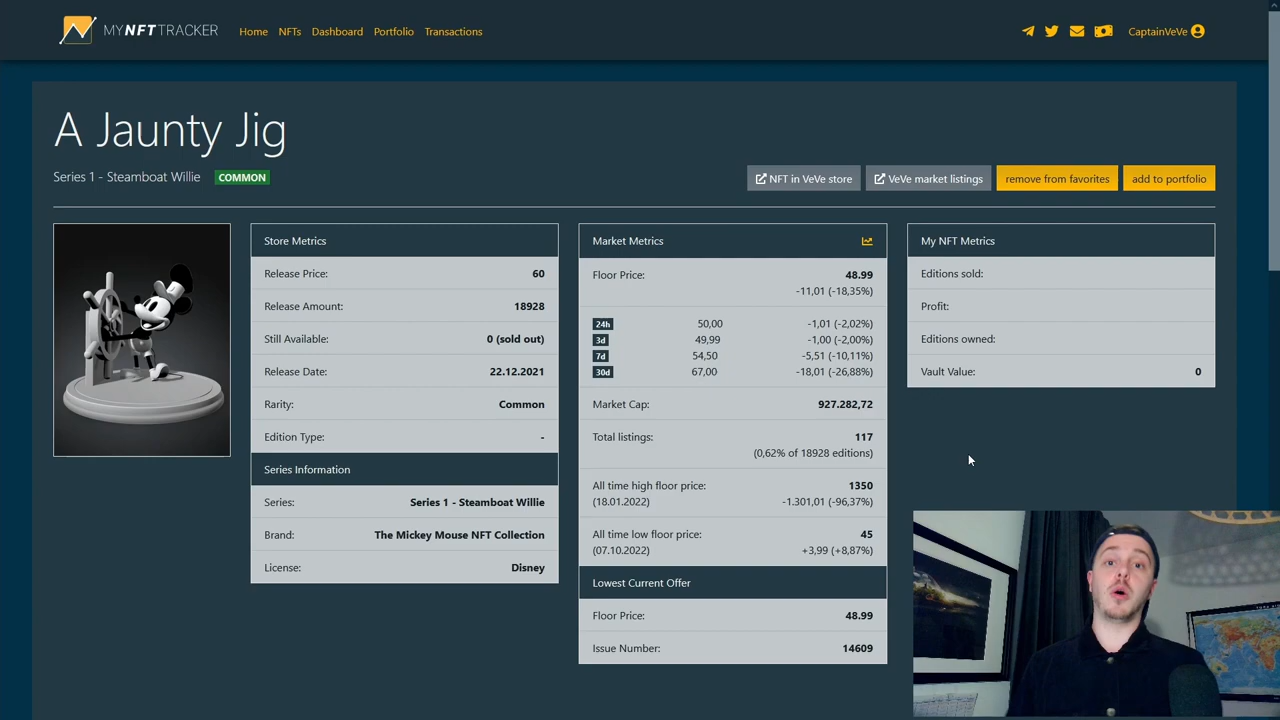 MYNFTTRACKER
Home
NFTs
Dashboard
Portfolio
Transactions
CaptainVeVe
A Jaunty Jig
Series 1 - Steamboat Willie
COMMON
NFT in VeVe store
VeVe market listings
remove from favorites
add to portfolio
Store Metrics
Release Price: 60
Release Amount: 18928
Still Available: 0 (sold out)
Release Date: 22.12.2021
Rarity: Common
Edition Type: -
Series Information
Series: Series 1 - Steamboat Willie
Brand: The Mickey Mouse NFT Collection
License: Disney
Market Metrics
Floor Price: 48.99
-11,01 (-18,35%)
24h 50,00 -1,01 (-2,02%)
3d 49,99 -1,00 (-2,00%)
7d 54,50 -5,51 (-10,11%)
30d 67,00 -18,01 (-26,88%)
Market Cap: 927.282,72
Total listings: 117
(0,62% of 18928 editions)
All time high floor price: 1350
(18.01.2022) -1.301,01 (-96,37%)
All time low floor price: 45
(07.10.2022) +3,99 (+8,87%)
Lowest Current Offer
Floor Price: 48.99
Issue Number: 14609
My NFT Metrics
Editions sold:
Profit:
Editions owned:
Vault Value: 0